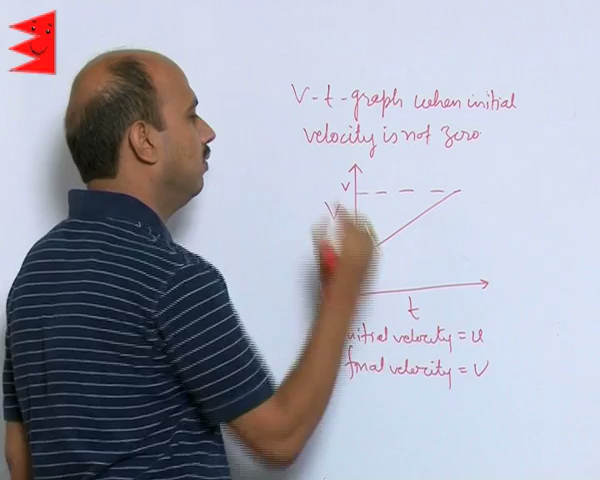 V-t-graph when initial
velocity is not zero.
v
V
t
initial velocity = u
final velocity = V